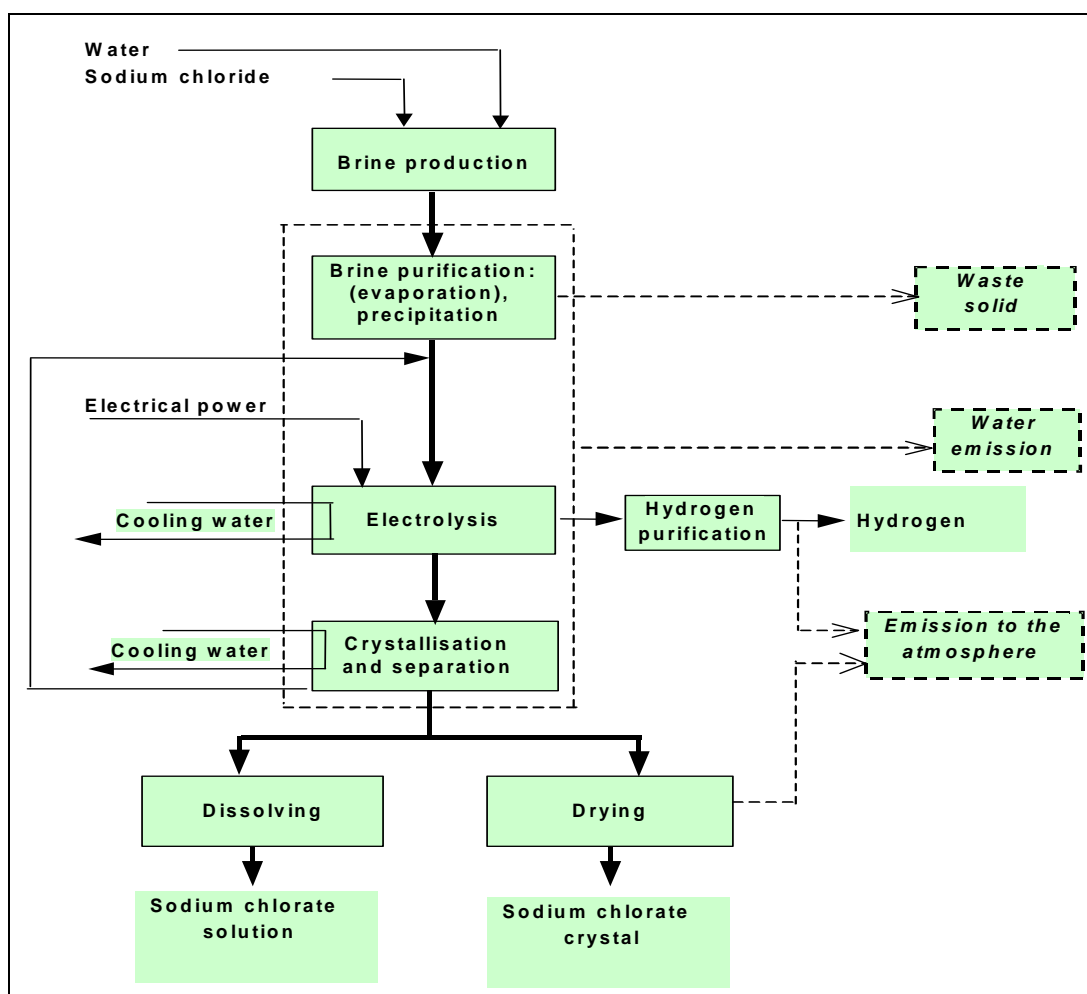 Water
Sodium chloride
Brine production
Brine purification:
(evaporation),
precipitation
Waste
solid
Electrical power
Water
emission
Cooling water
Electrolysis
Hydrogen
purification
Hydrogen
Cooling water
Crystallisation
and separation
Emission to the
atmosphere
Dissolving
Drying
Sodium chlorate
solution
Sodium chlorate
crystal